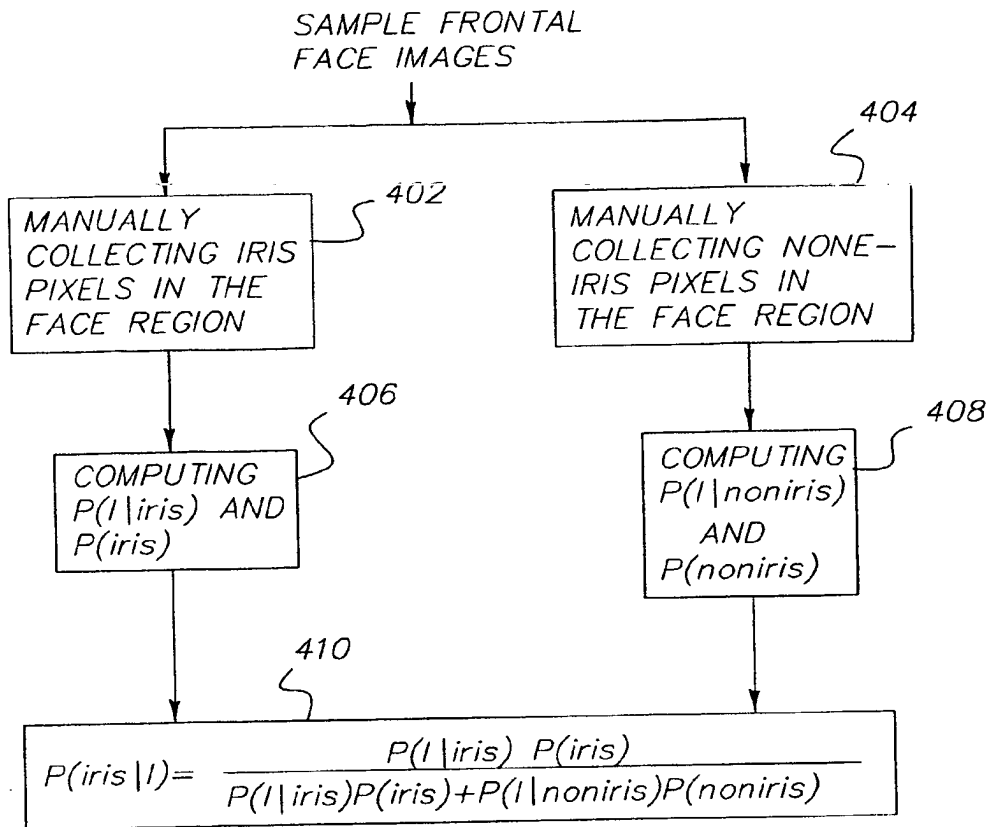 SAMPLE FRONTAL
FACE IMAGES
404
402
MANUALLY
COLLECTING IRIS
PIXELS IN THE
FACE REGION
MANUALLY
COLLECTING NONE-
IRIS PIXELS IN
THE FACE REGION
406
408
COMPUTING
P(I|iris) AND
P(iris)
COMPUTING
P(I|noniris)
AND
P(noniris)
410
P(I|iris) P(iris)
P(iris|I)=
P(I|iris)P(iris)+P(I|noniris)P(noniris)